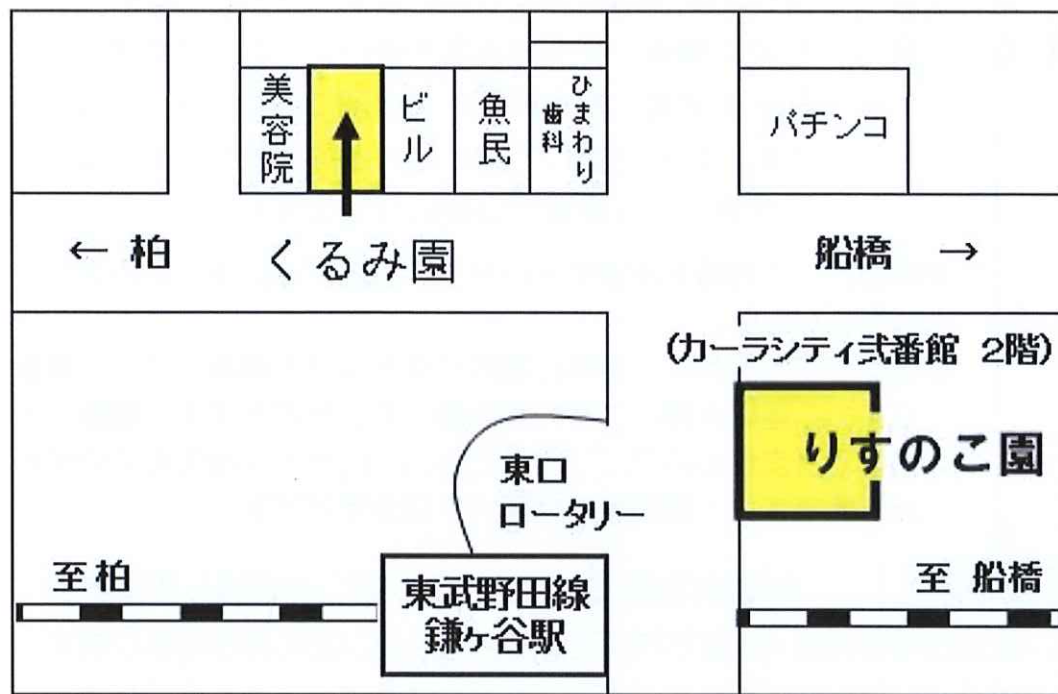 美容院
ビル
魚民
ひまわり
歯科
パチンコ
← 柏
くるみ園
船橋 →
(カーラシティ弐番館 2階)
りすのこ園
東口
ロータリー
至柏
東武野田線
鎌ヶ谷駅
至 船橋